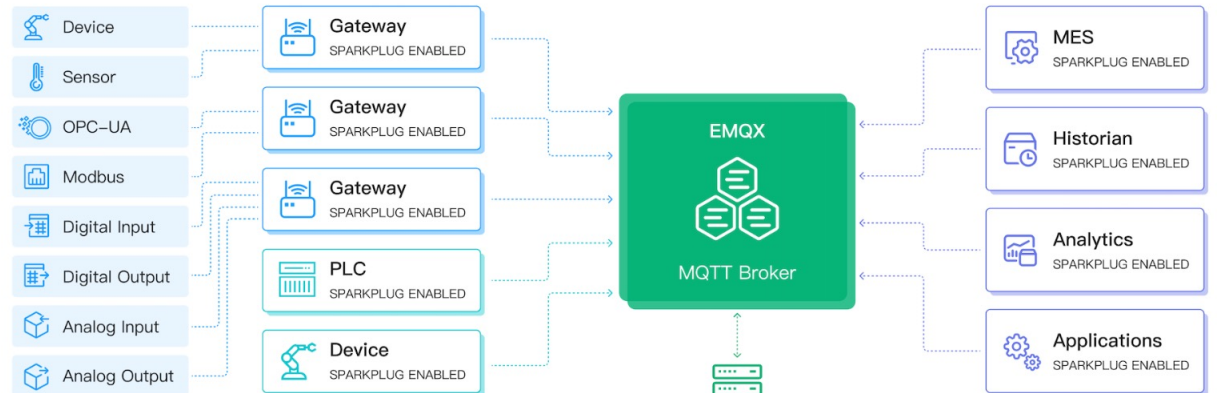 Device
Sensor
OPC-UA
Modbus
Digital Input
Digital Output
Analog Input
Analog Output
Gateway
SPARKPLUG ENABLED
Gateway
SPARKPLUG ENABLED
Gateway
SPARKPLUG ENABLED
PLC
SPARKPLUG ENABLED
Device
SPARKPLUG ENABLED
EMQX
MQTT Broker
MES
SPARKPLUG ENABLED
Historian
SPARKPLUG ENABLED
Analytics
SPARKPLUG ENABLED
Applications
SPARKPLUG ENABLED